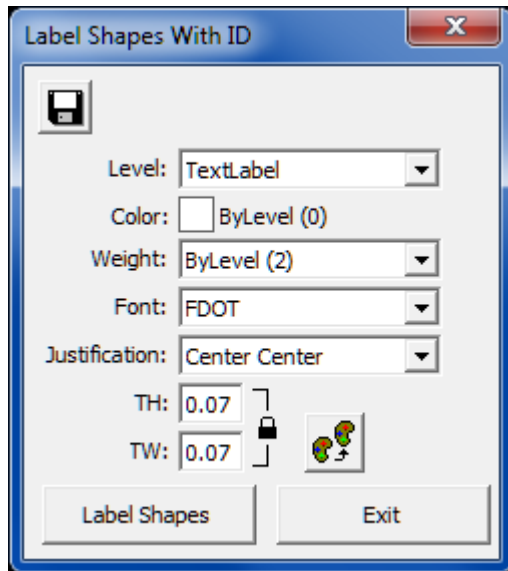 Label Shapes With ID
Level: TextLabel
Color: ByLevel (0)
Weight: ByLevel (2)
Font: FDOT
Justification: Center Center
TH: 0.07
TW: 0.07
Label Shapes Exit